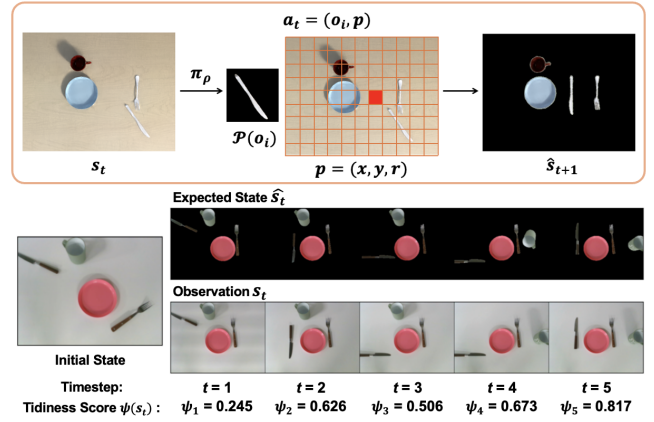 a_t = (o_i, p)
π_ρ
P(o_i)
s_t
p = (x, y, r)
ŝ_{t+1}
Expected State ŝ_t
Observation s_t
Initial State
Timestep: t = 1 t = 2 t = 3 t = 4 t = 5
Tidiness Score ψ(s_t) : ψ_1 = 0.245 ψ_2 = 0.626 ψ_3 = 0.506 ψ_4 = 0.673 ψ_5 = 0.817